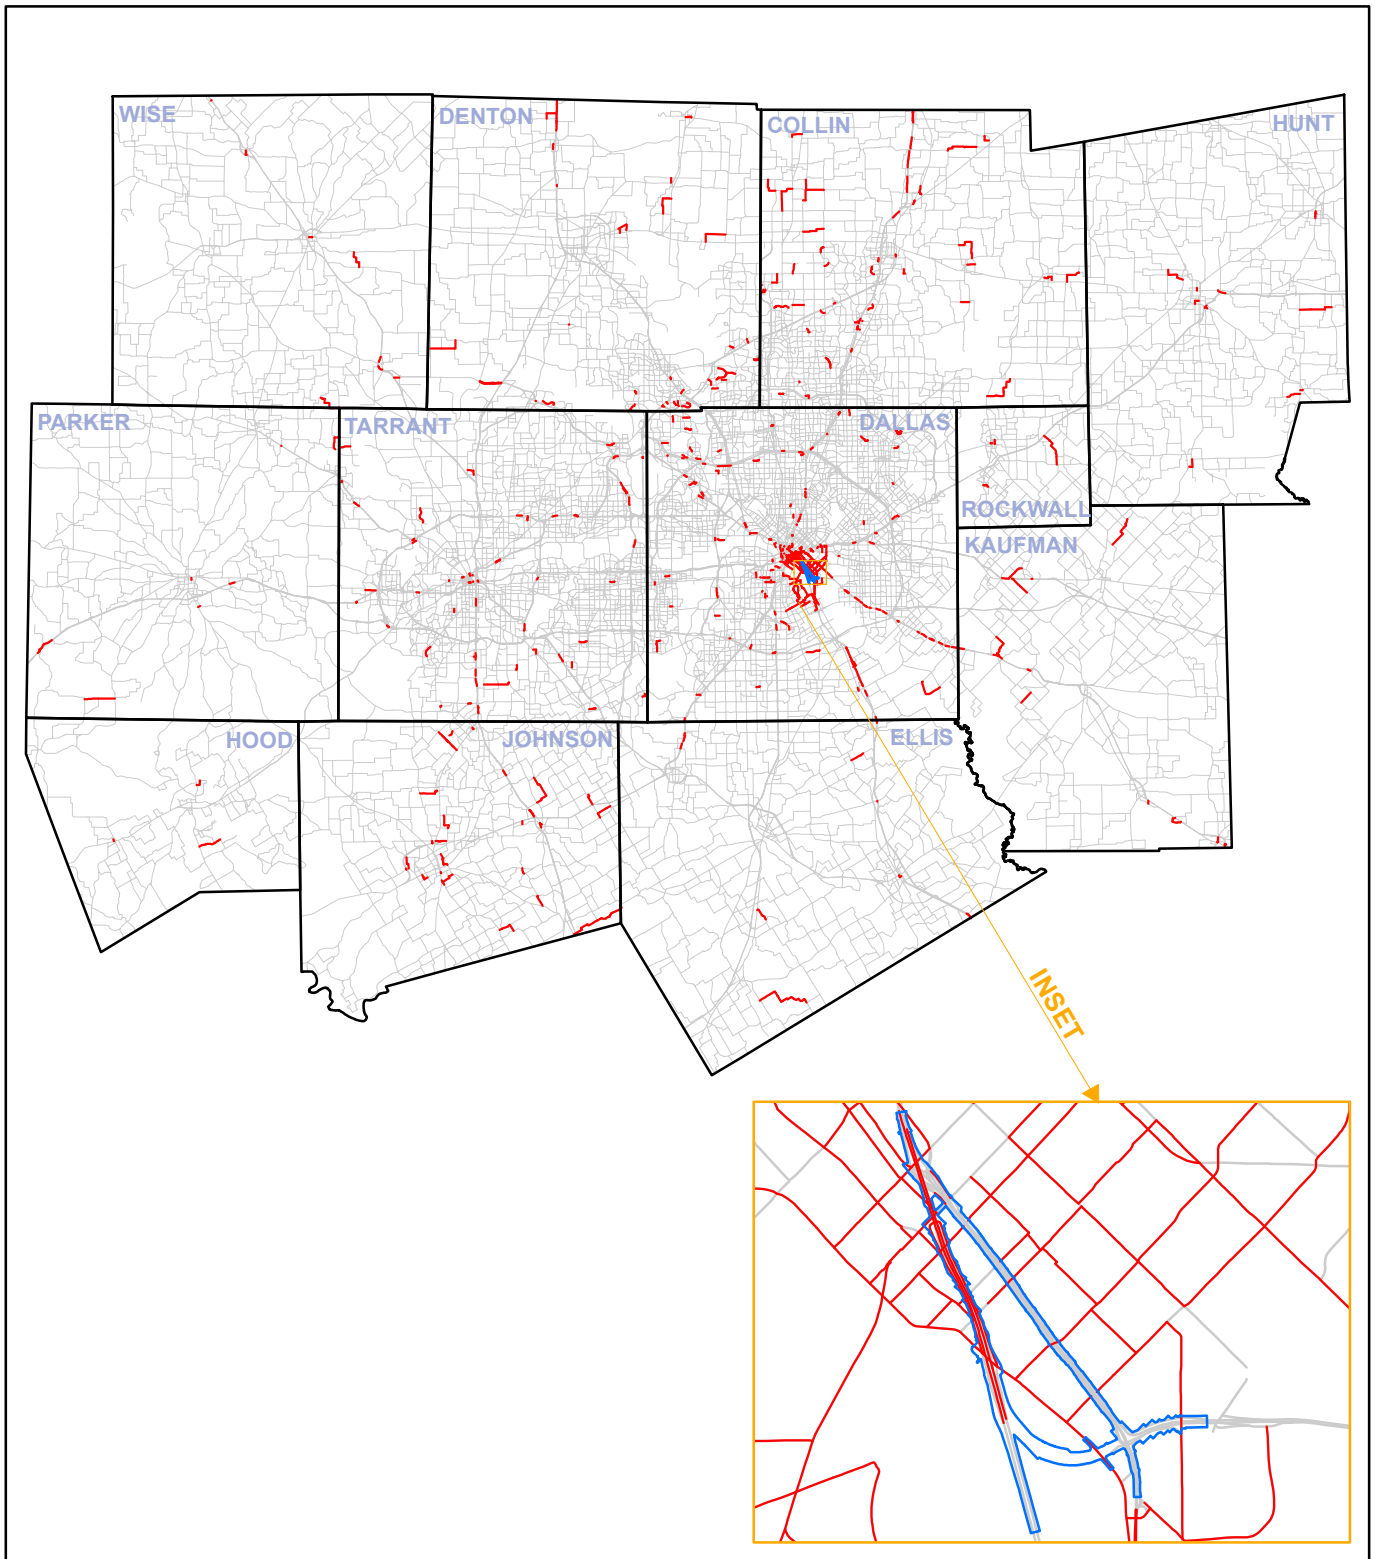 WISE
DENTON
COLLIN
HUNT
PARKER
TARRANT
DALLAS
ROCKWALL
KAUFMAN
HOOD
JOHNSON
ELLIS
INSET